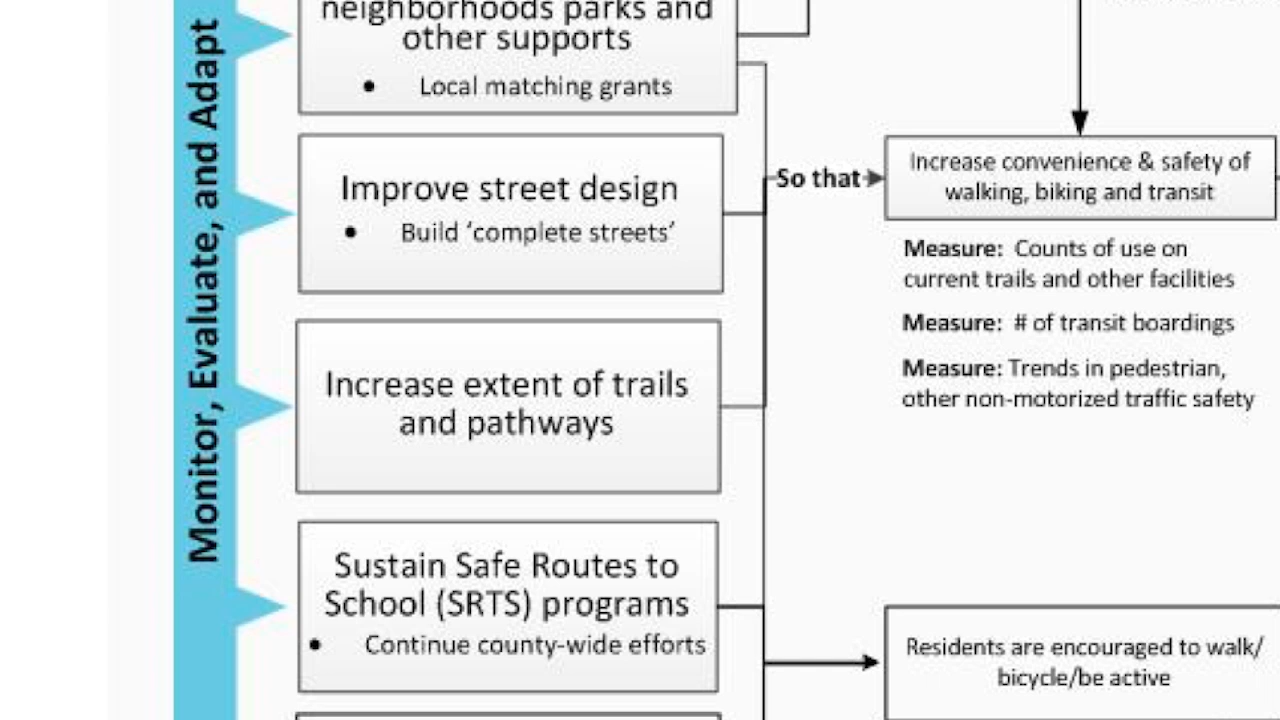 Monitor, Evaluate, and Adapt
neighborhoods parks and
other supports
• Local matching grants
Improve street design
• Build ‘complete streets’
Increase extent of trails
and pathways
Sustain Safe Routes to
School (SRTS) programs
• Continue county-wide efforts
So that
Increase convenience & safety of
walking, biking and transit
Measure: Counts of use on
current trails and other facilities
Measure: # of transit boardings
Measure: Trends in pedestrian,
other non-motorized traffic safety
Residents are encouraged to walk/
bicycle/be active